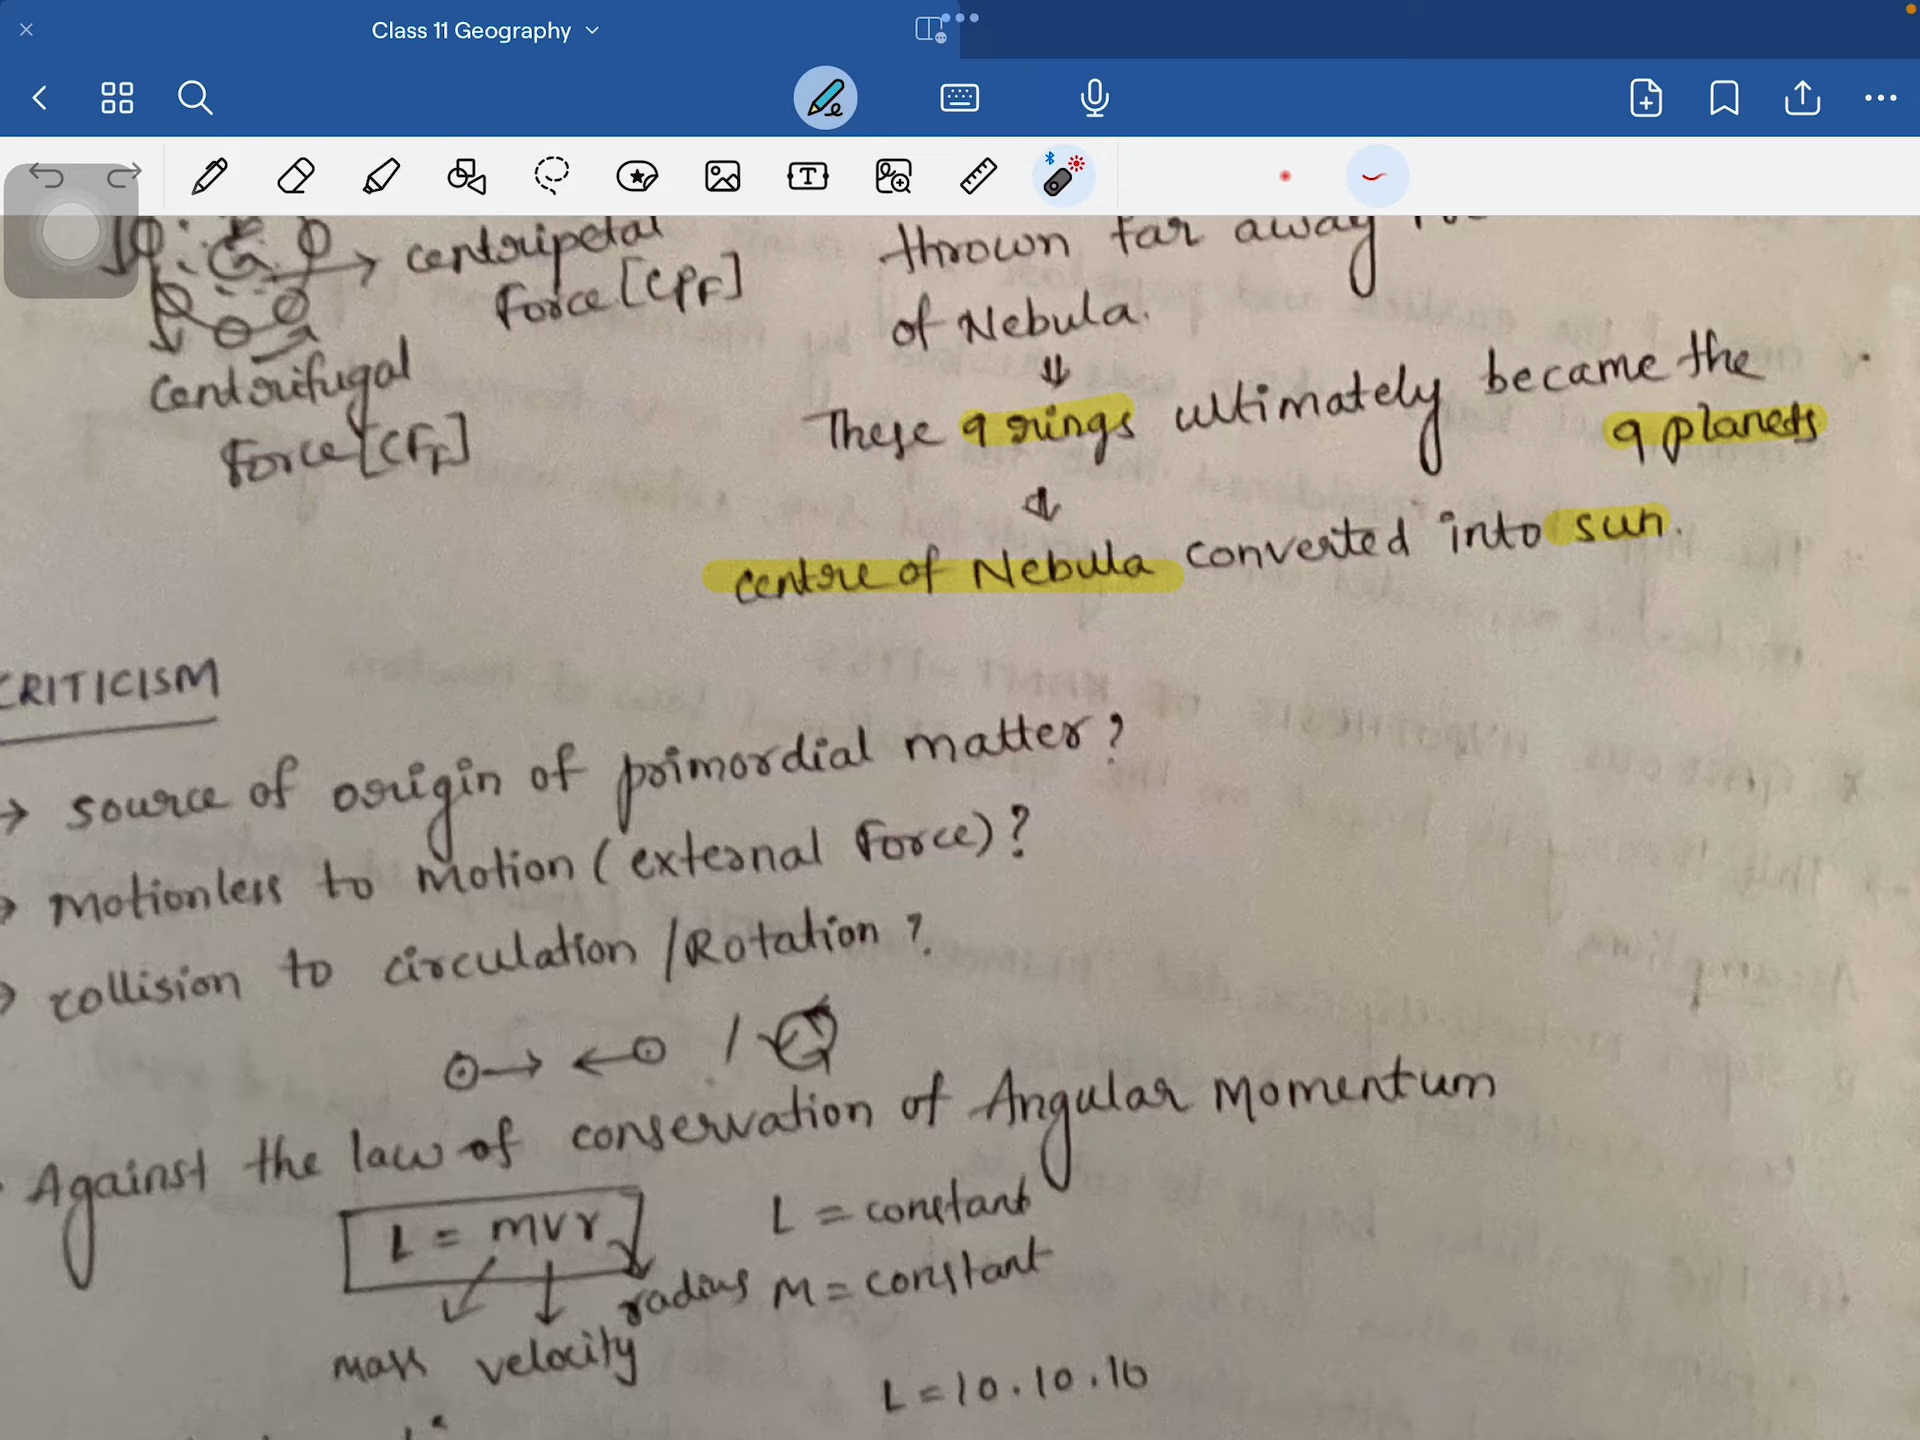 Class 11 Geography
centripetal
Force [CPF]
Centrifugal
Force [CFF]
thrown far away
of Nebula.
These 9 rings ultimately became the
9 planets
centre of Nebula converted into sun.
CRITICISM
→ source of origin of primordial matter?
→ motionless to motion (external Force)?
→ collision to circulation / Rotation?
Against the law of conservation of Angular Momentum
L = mvr
L = constant
radius
M = constant
mass velocity
L = 10.10.10